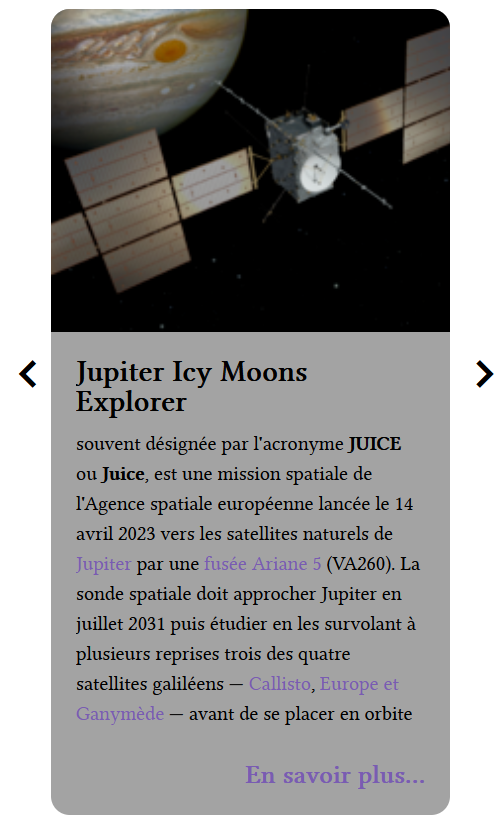 Jupiter Icy Moons
Explorer
souvent désignée par l'acronyme JUICE
ou Juice, est une mission spatiale de
l'Agence spatiale européenne lancée le 14
avril 2023 vers les satellites naturels de
Jupiter par une fusée Ariane 5 (VA260). La
sonde spatiale doit approcher Jupiter en
juillet 2031 puis étudier en les survolant à
plusieurs reprises trois des quatre
satellites galiléens — Callisto, Europe et
Ganymède — avant de se placer en orbite
En savoir plus...